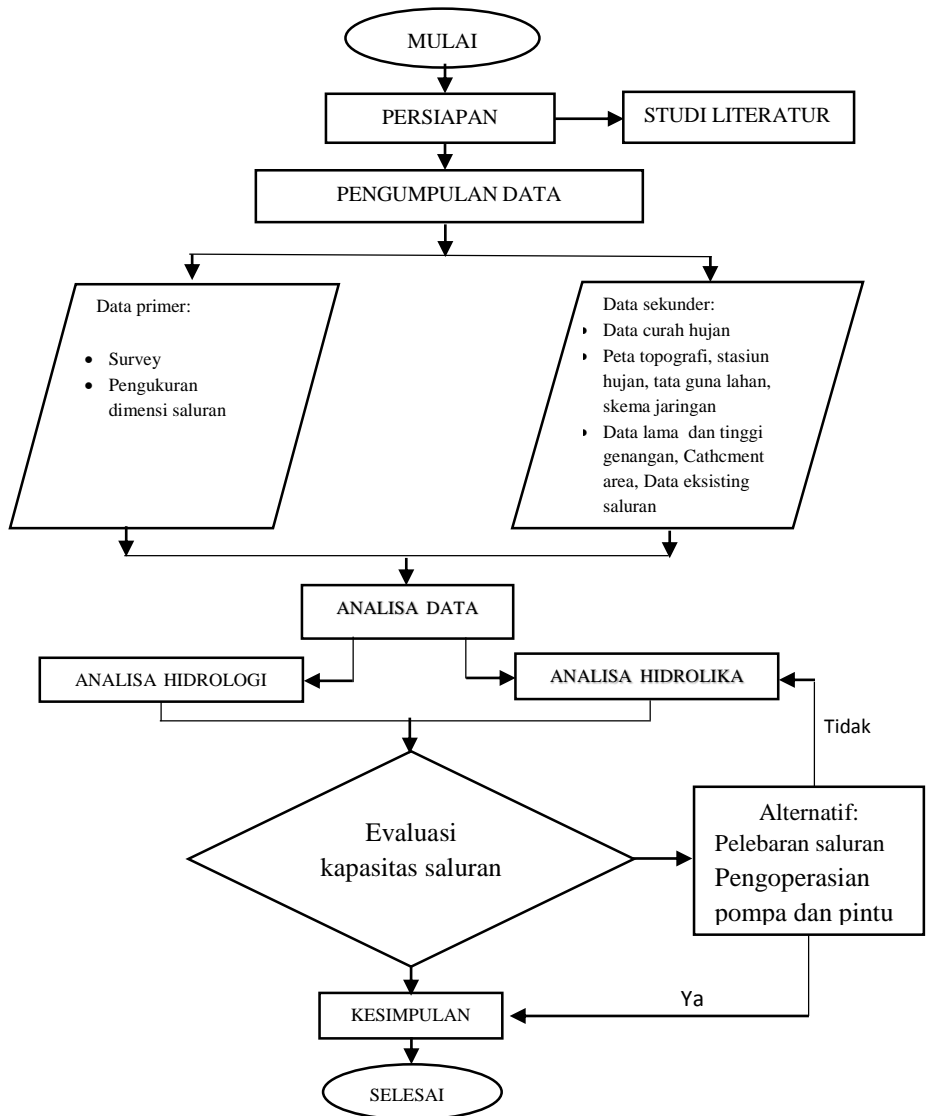 MULAI
PERSIAPAN
STUDI LITERATUR
PENGUMPULAN DATA
Data primer:
• Survey
• Pengukuran
dimensi saluran
Data sekunder:
• Data curah hujan
• Peta topografi, stasiun
hujan, tata guna lahan,
skema jaringan
• Data lama dan tinggi
genangan, Cathcment
area, Data eksisting
saluran
ANALISA DATA
ANALISA HIDROLOGI
ANALISA HIDROLIKA
Tidak
Evaluasi
kapasitas saluran
Alternatif:
Pelebaran saluran
Pengoperasian
pompa dan pintu
Ya
KESIMPULAN
SELESAI